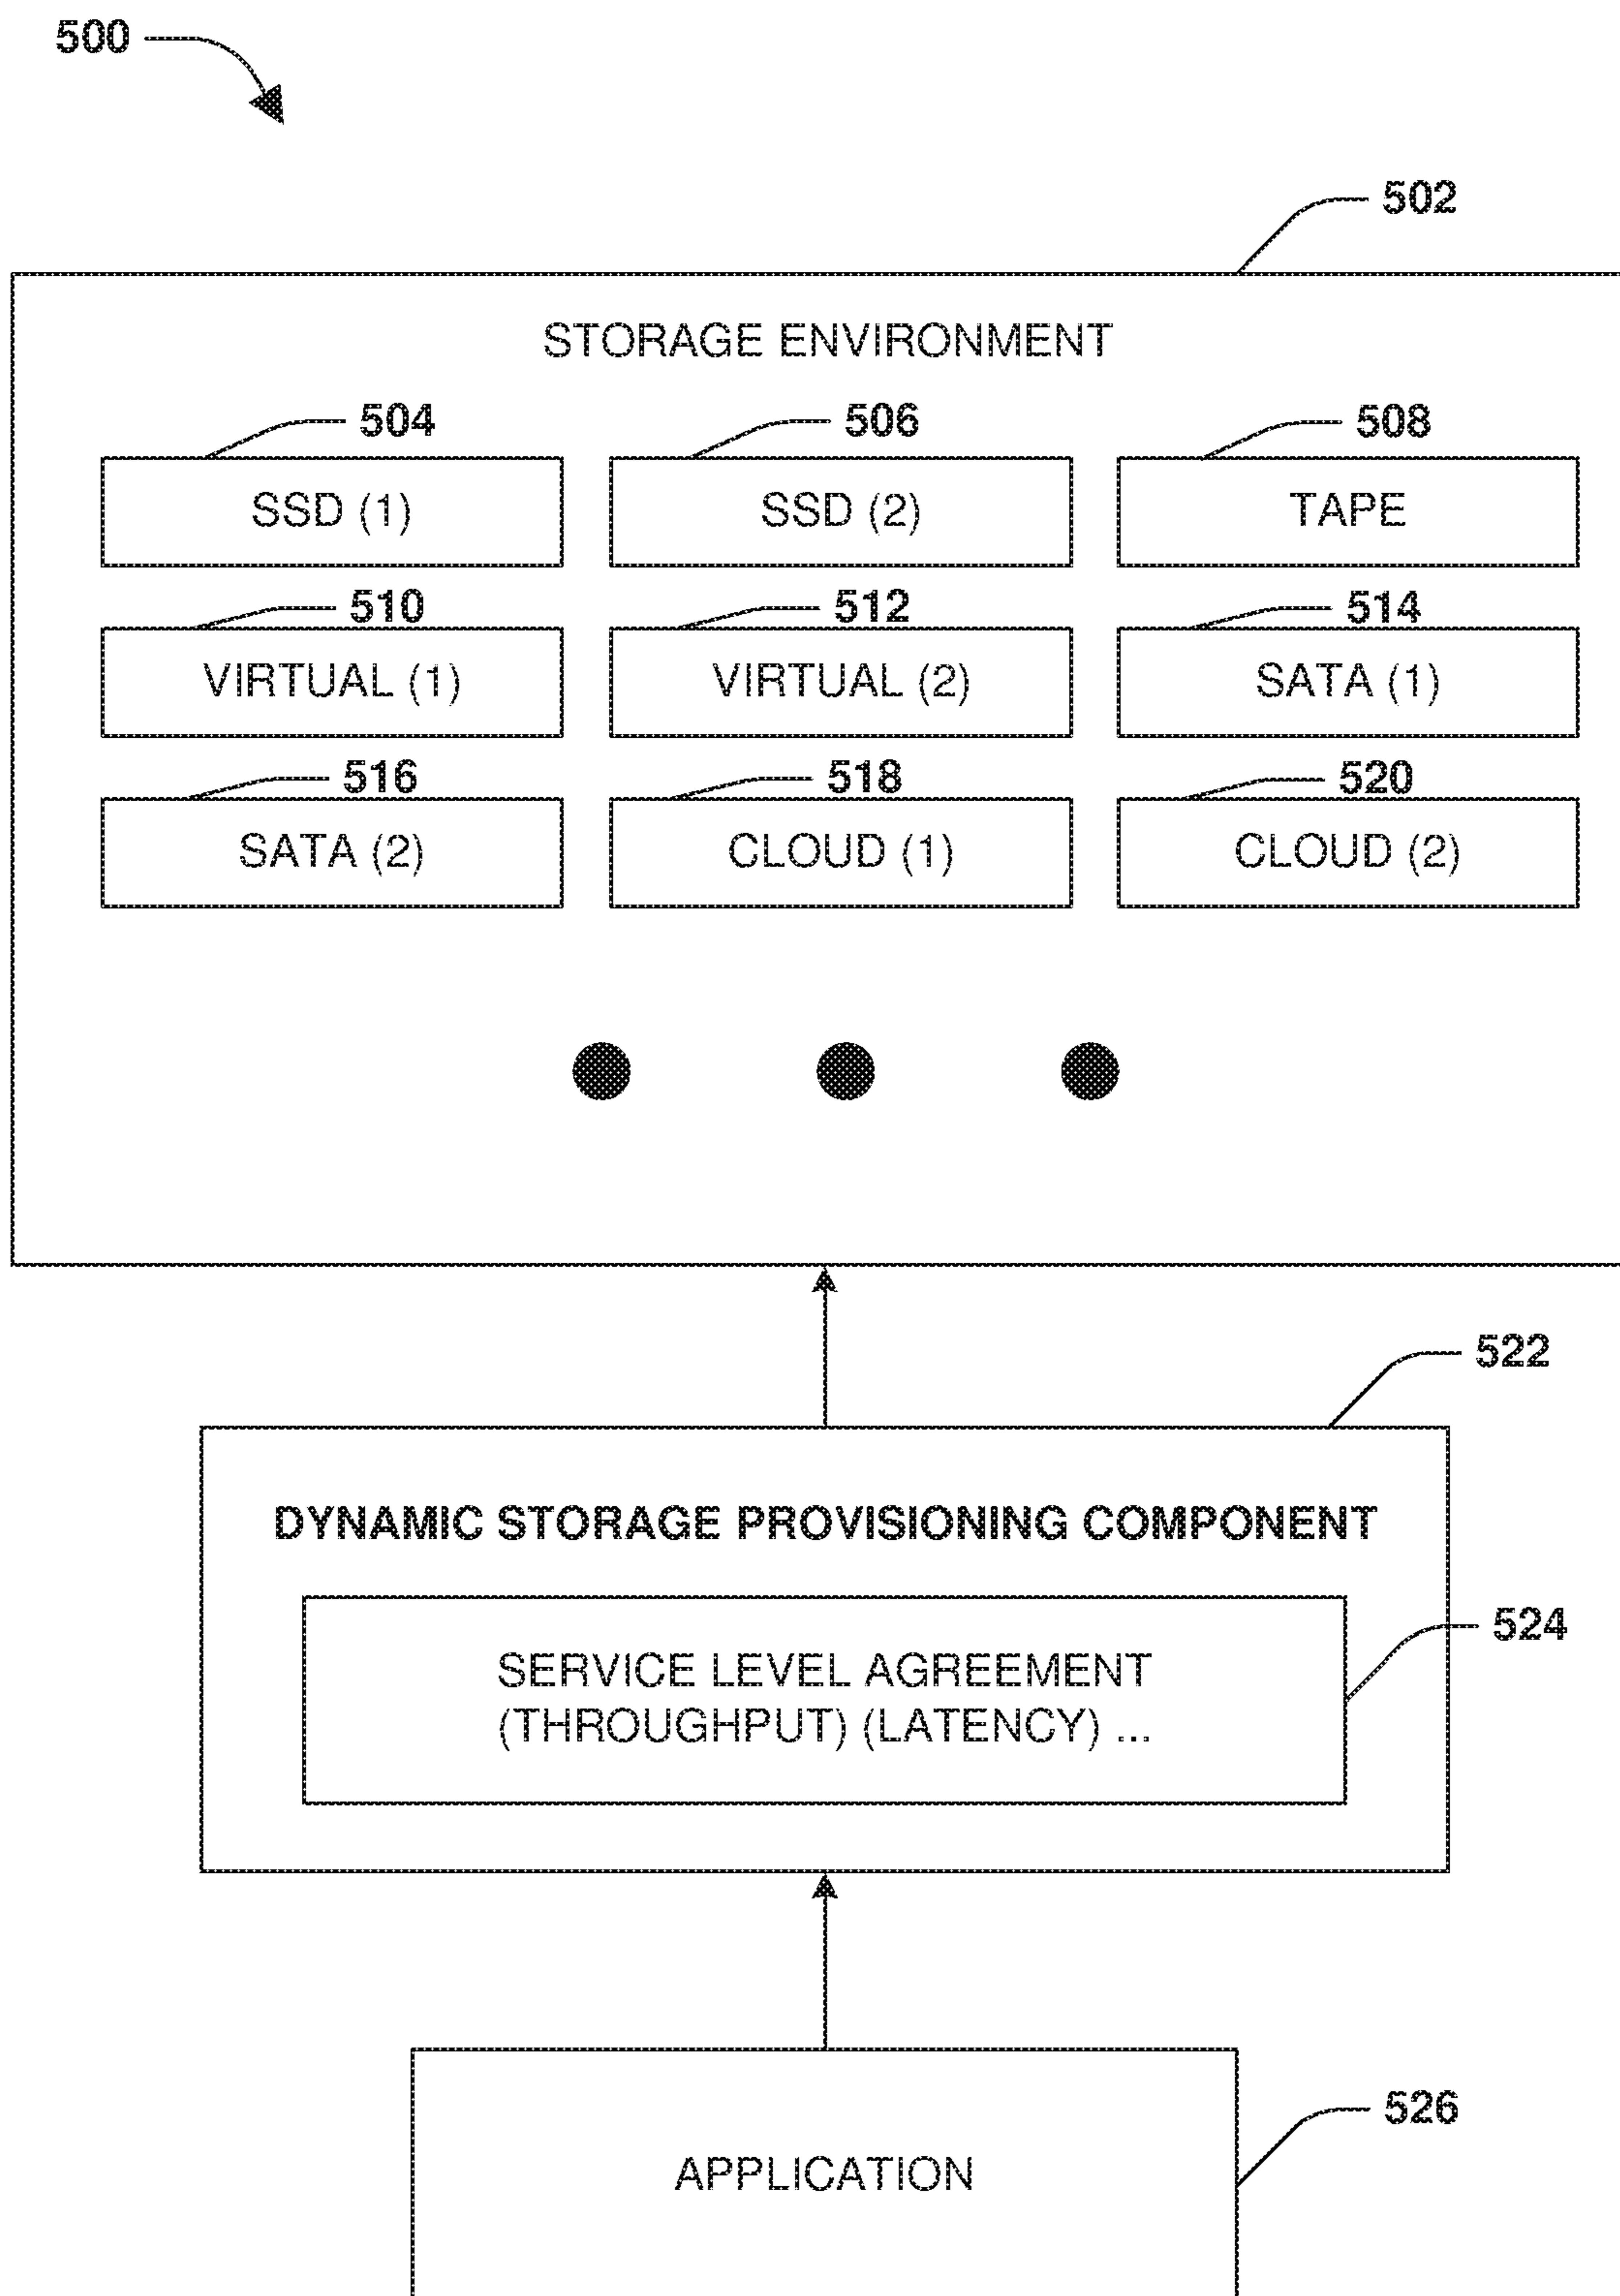 500
502
STORAGE ENVIRONMENT
504
506
508
SSD (1)
SSD (2)
TAPE
510
512
514
VIRTUAL (1)
VIRTUAL (2)
SATA (1)
516
518
520
SATA (2)
CLOUD (1)
CLOUD (2)
522
DYNAMIC STORAGE PROVISIONING COMPONENT
524
SERVICE LEVEL AGREEMENT
(THROUGHPUT) (LATENCY) ...
526
APPLICATION